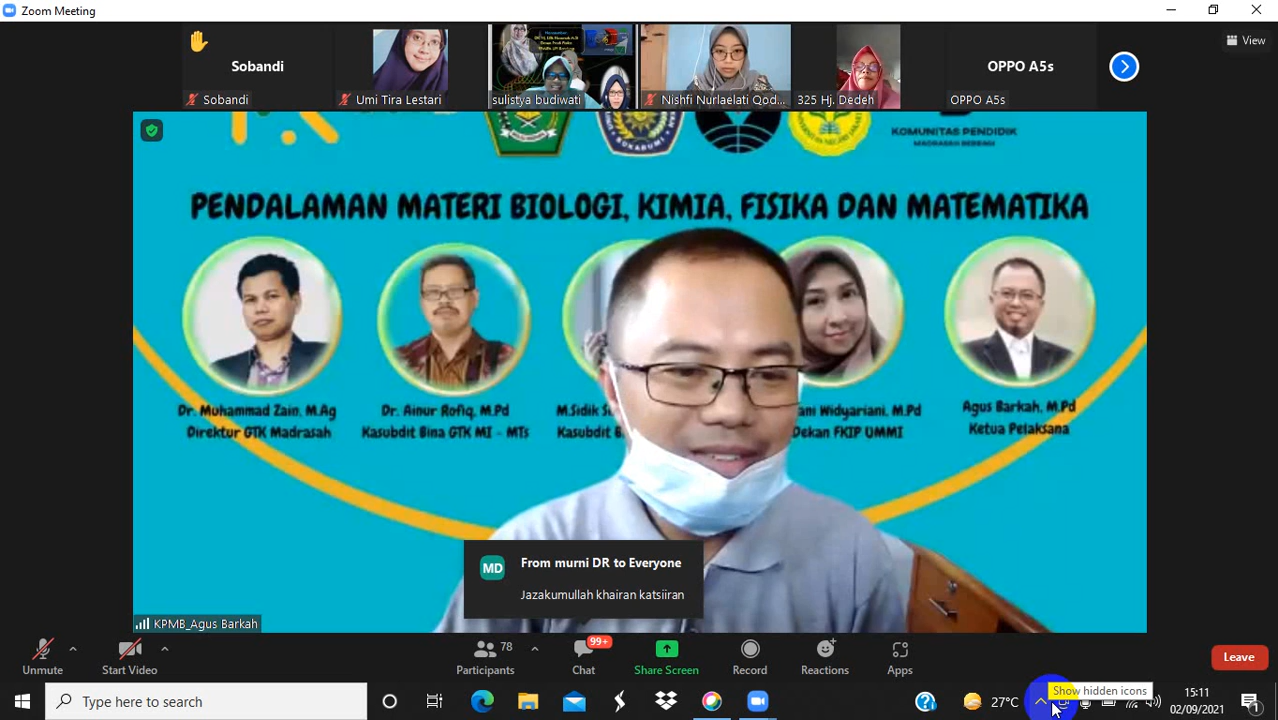 Zoom Meeting
View
Sobandi
Sobandi
Umi Tira Lestari
sulistya budiwati
Nishfi Nurlaelati Qod...
325 Hj. Dedeh
OPPO A5s
OPPO A5s
KOMUNITAS PENDIDIK
MADRASAH BERBAGI
PENDALAMAN MATERI BIOLOGI, KIMIA, FISIKA DAN MATEMATIKA
Dr. Muhammad Zain, M.Ag
Direktur GTK Madrasah
Dr. Ainur Rofiq, M.Pd
Kasubdit Bina GTK MI - MTs
M.Sidik
Kasubdit
Widyariani, M.Pd
Dekan FKIP UMMI
Agus Barkah, M.Pd
Ketua Pelaksana
MD
From murni DR to Everyone
Jazakumullah khairan katsiiran
KPMB_Agus Barkah
Unmute
Start Video
78
Participants
99+
Chat
Share Screen
Record
Reactions
Apps
Leave
Show hidden icons
Type here to search
27°C
15:11
02/09/2021
1